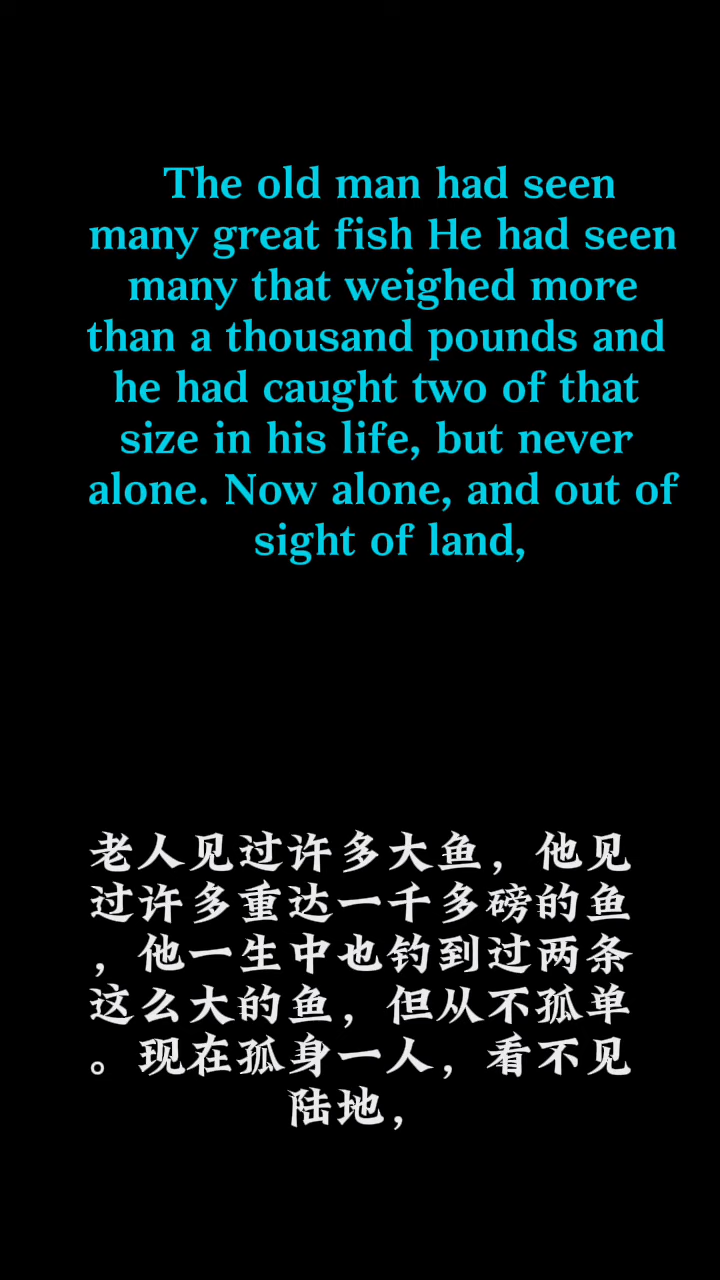 The old man had seen
many great fish He had seen
many that weighed more
than a thousand pounds and
he had caught two of that
size in his life, but never
alone. Now alone, and out of
sight of land,
老人见过许多大鱼，他见
过许多重达一千多磅的鱼
，他一生中也钓到过两条
这么大的鱼，但从不孤单
。现在孤身一人，看不见
陆地，